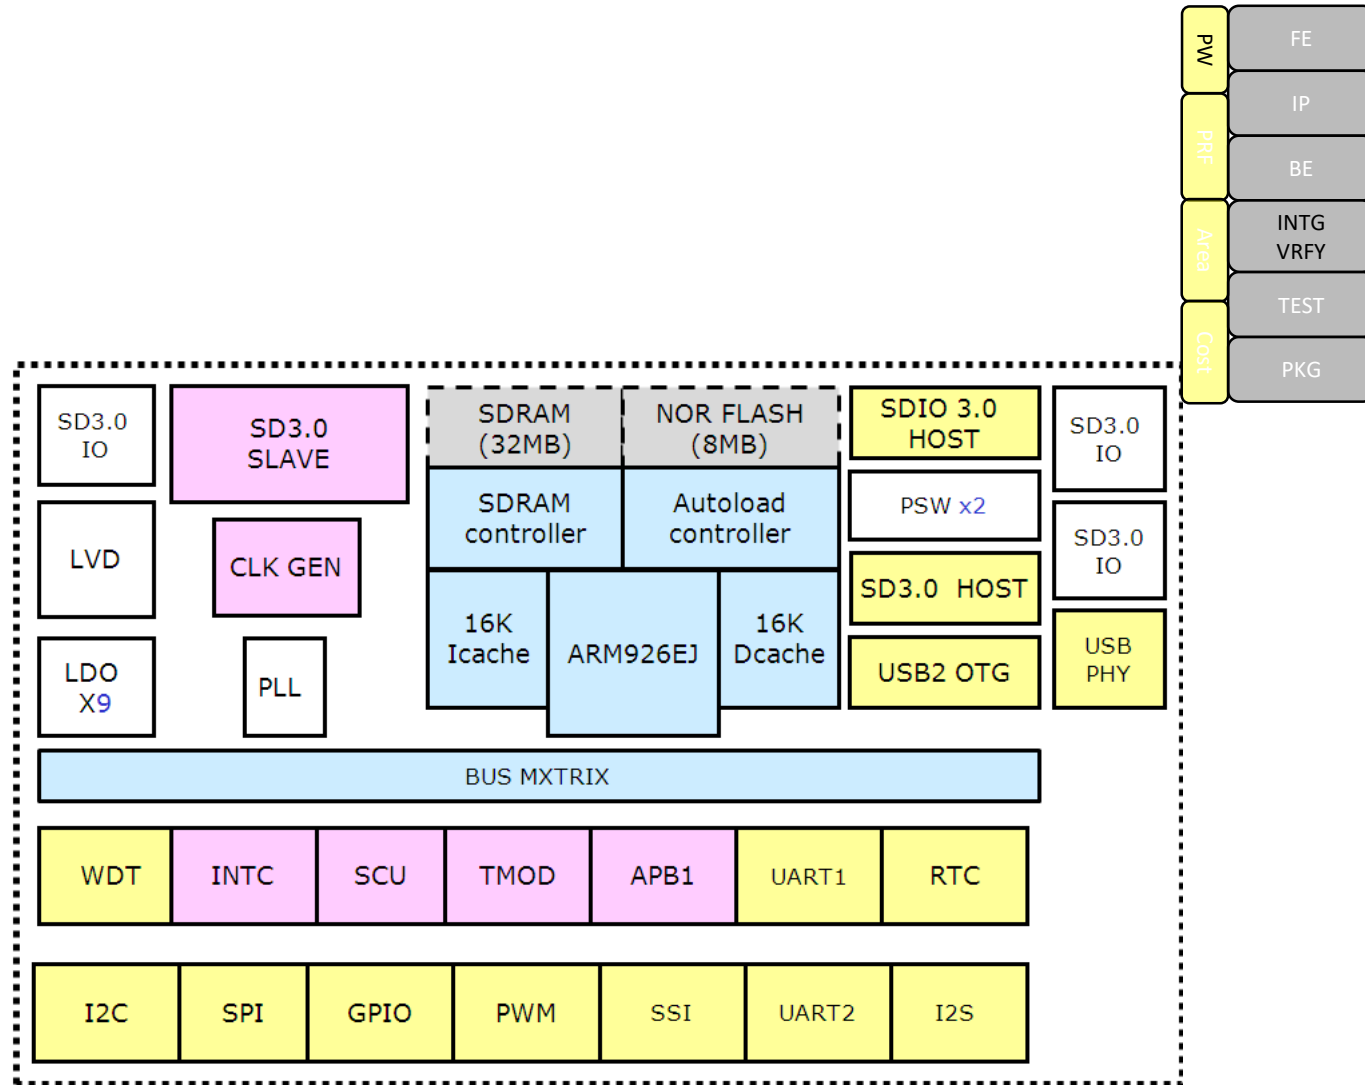 PW
PRF
Area
Cost
FE
IP
BE
INTG
VRFY
TEST
PKG
SD3.0
IO
SD3.0
SLAVE
SDRAM
(32MB)
NOR FLASH
(8MB)
SDIO 3.0
HOST
SD3.0
IO
LVD
CLK GEN
SDRAM
controller
Autoload
controller
PSW x2
SD3.0
IO
SD3.0 HOST
LDO
X9
PLL
16K
Icache
ARM926EJ
16K
Dcache
USB2 OTG
USB
PHY
BUS MXTRIX
WDT
INTC
SCU
TMOD
APB1
UART1
RTC
I2C
SPI
GPIO
PWM
SSI
UART2
I2S